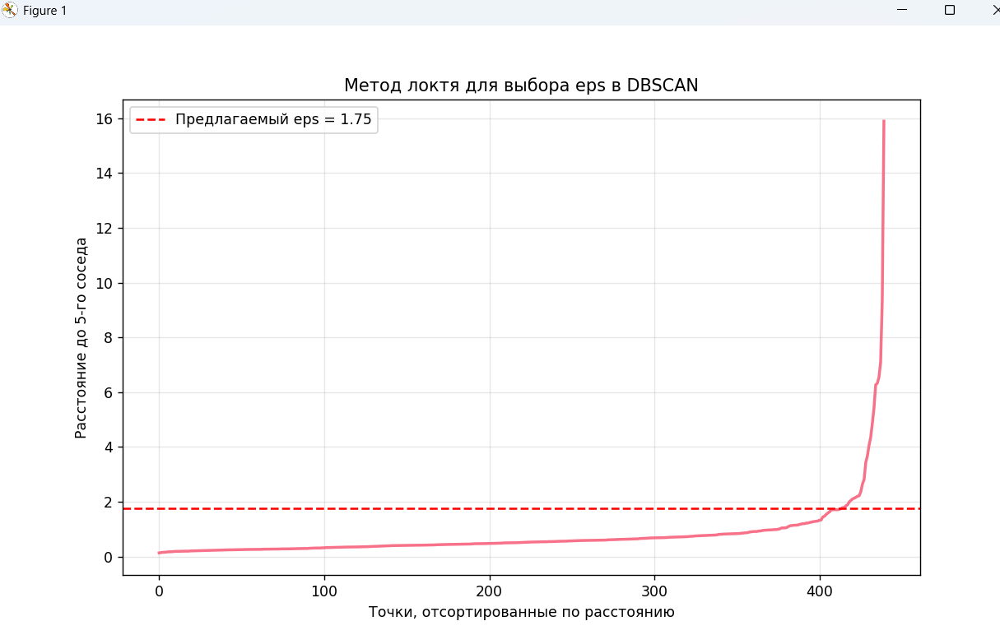 Figure 1
Метод локтя для выбора eps в DBSCAN
Предлагаемый eps = 1.75
Расстояние до 5-го соседа
16
14
12
10
8
6
4
2
0
0 100 200 300 400
Точки, отсортированные по расстоянию